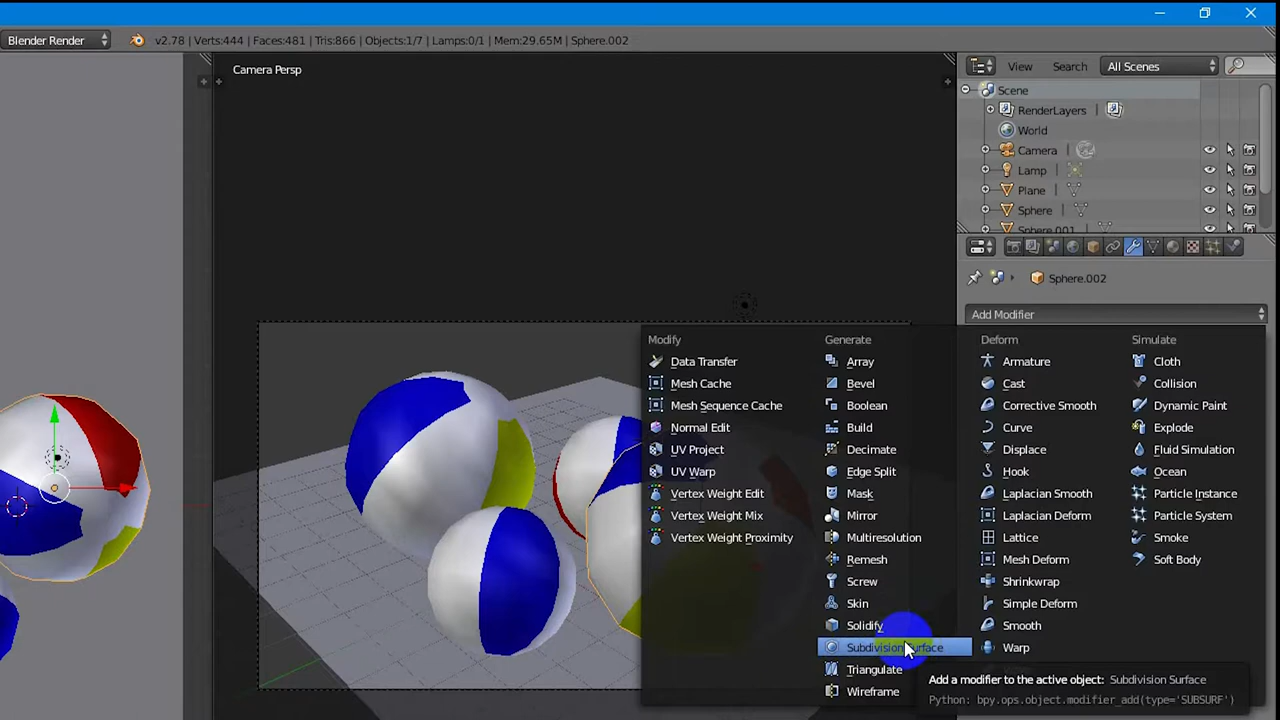 Blender Render
v2.78 | Verts:444 | Faces:481 | Tris:866 | Objects:1/7 | Lamps:0/1 | Mem:29.65M | Sphere.002
Camera Persp
View Search All Scenes
Scene
RenderLayers |
World
Camera |
Lamp |
Plane |
Sphere |
Sphere.001
Sphere.002
Add Modifier
Modify
Data Transfer
Mesh Cache
Mesh Sequence Cache
Normal Edit
UV Project
UV Warp
Vertex Weight Edit
Vertex Weight Mix
Vertex Weight Proximity
Generate
Array
Bevel
Boolean
Build
Decimate
Edge Split
Mask
Mirror
Multiresolution
Remesh
Screw
Skin
Solidify
Subdivision Surface
Triangulate
Wireframe
Deform
Armature
Cast
Corrective Smooth
Curve
Displace
Hook
Laplacian Smooth
Laplacian Deform
Lattice
Mesh Deform
Shrinkwrap
Simple Deform
Smooth
Warp
Simulate
Cloth
Collision
Dynamic Paint
Explode
Fluid Simulation
Ocean
Particle Instance
Particle System
Smoke
Soft Body
Add a modifier to the active object: Subdivision Surface
Python: bpy.ops.object.modifier_add(type='SUBSURF')